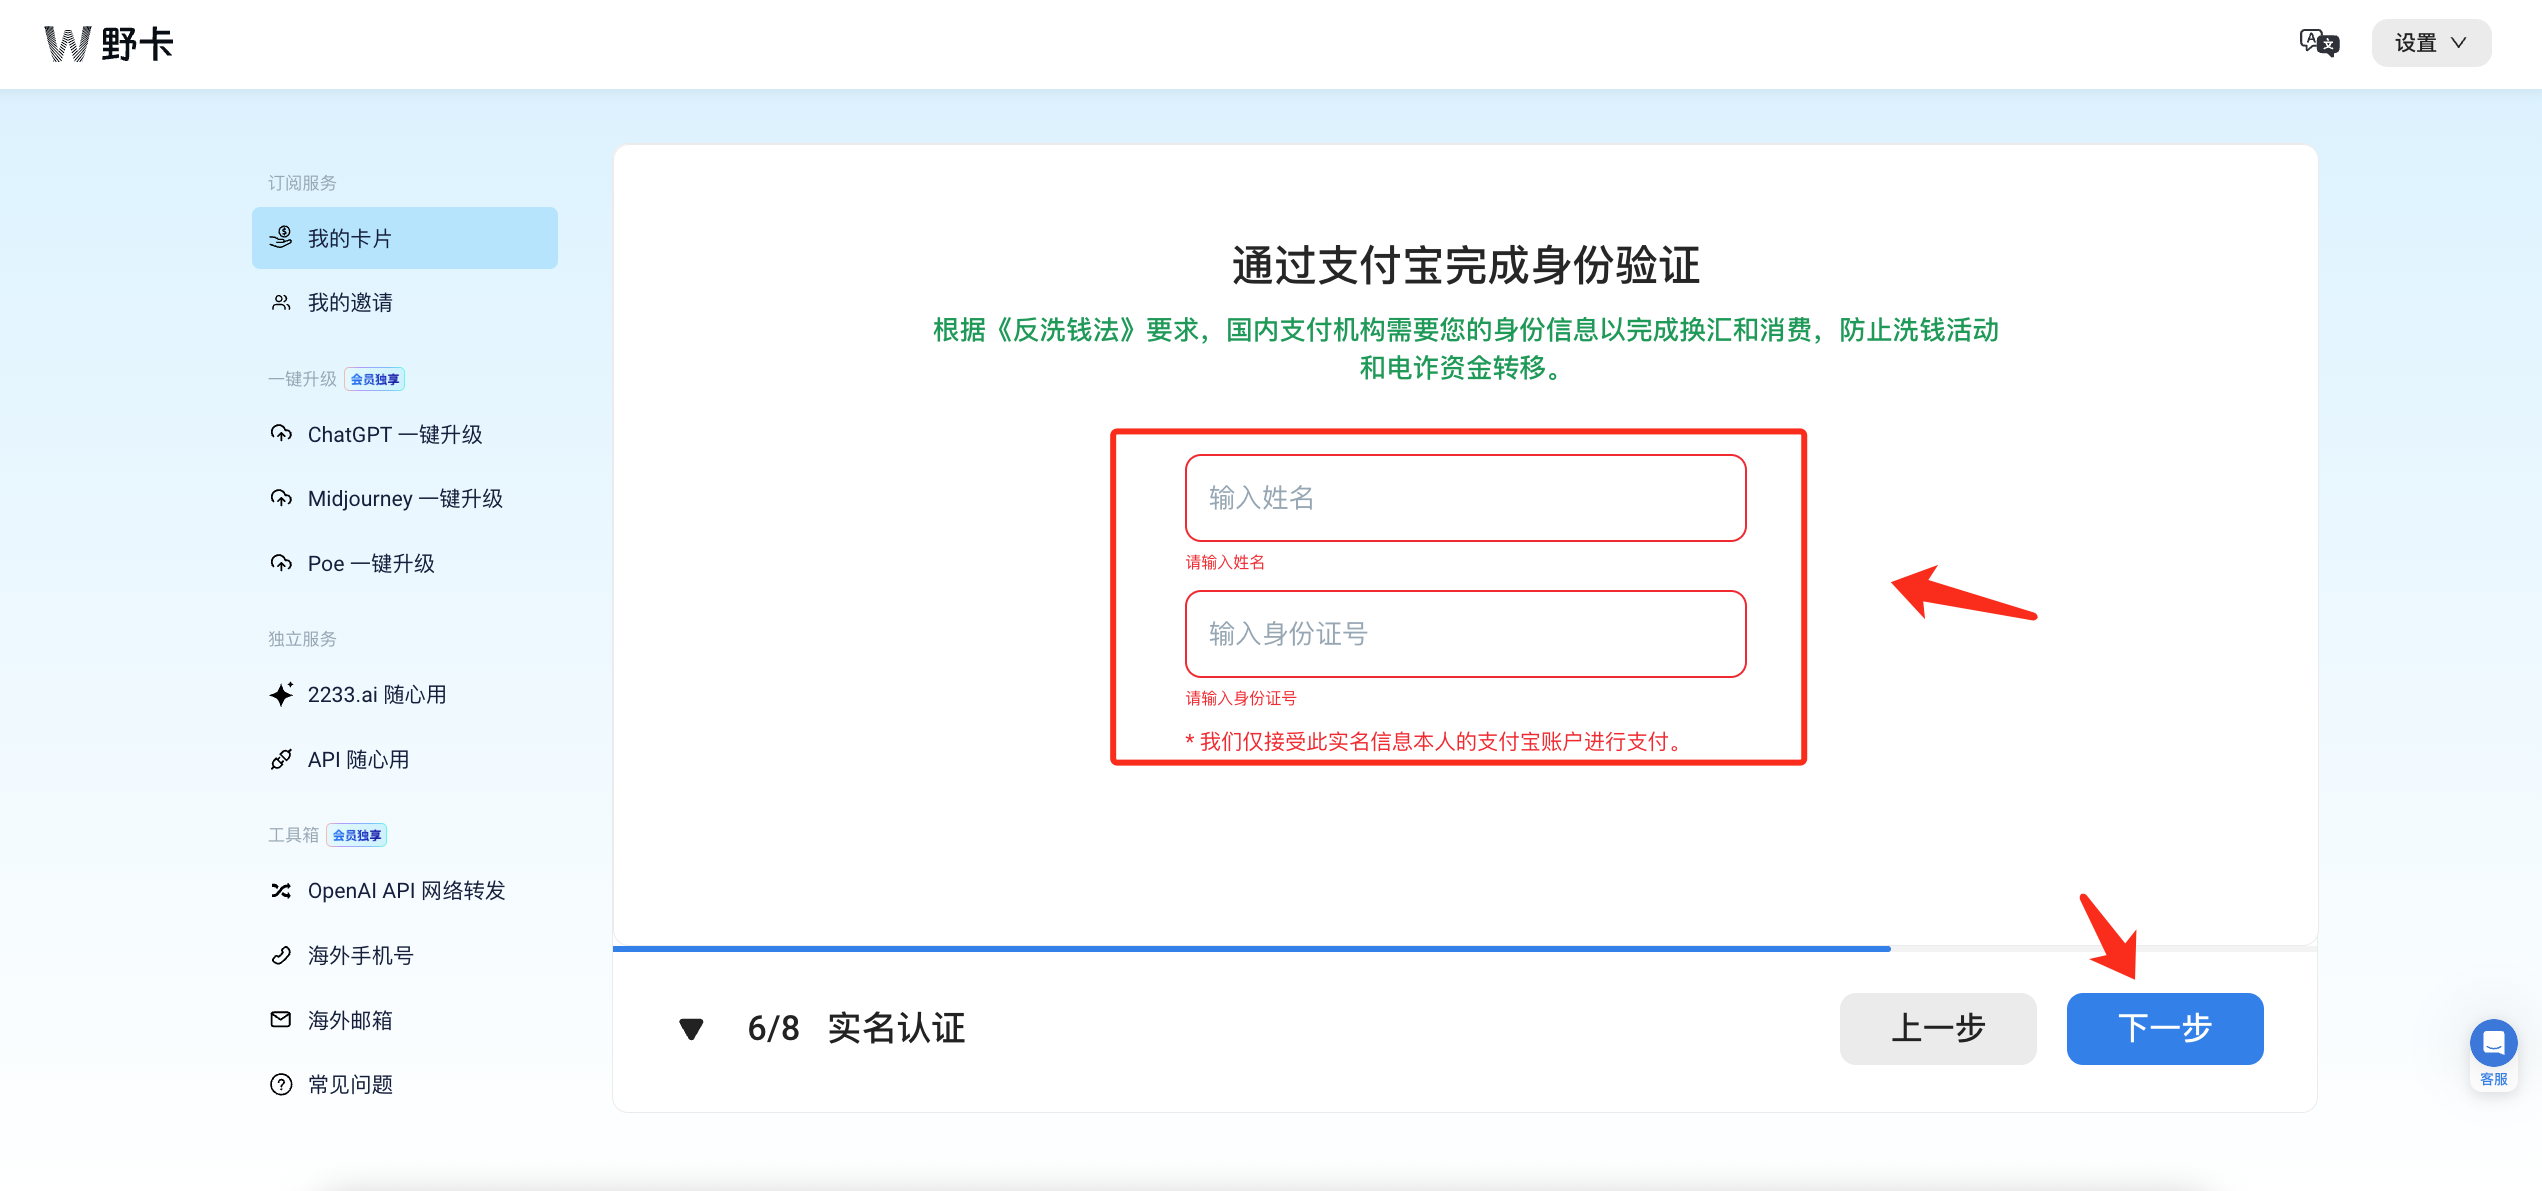 野卡
设置
订阅服务
我的卡片
我的邀请
一键升级 会员独享
ChatGPT 一键升级
Midjourney 一键升级
Poe 一键升级
独立服务
2233.ai 随心用
API 随心用
工具箱 会员独享
OpenAI API 网络转发
海外手机号
海外邮箱
常见问题
通过支付宝完成身份验证
根据《反洗钱法》要求，国内支付机构需要您的身份信息以完成换汇和消费，防止洗钱活动
和电诈资金转移。
输入姓名
请输入姓名
输入身份证号
请输入身份证号
* 我们仅接受此实名信息本人的支付宝账户进行支付。
6/8 实名认证
上一步
下一步
客服